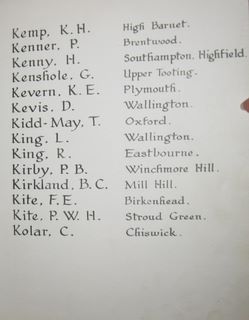 Kemp, K. H. High Barnet.
Kenner, P. Brentwood.
Kenny, H. Southampton, Highfield.
Kenshole, G. Upper Tooting.
Kevern, K. E. Plymouth.
Kevis, D. Wallington.
Kidd-May, T. Oxford.
King, L. Wallington.
King, R. Eastbourne.
Kirby, P. B. Winchmore Hill.
Kirkland, B. C. Mill Hill.
Kite, F. E. Birkenhead.
Kite, P. W. H. Stroud Green.
Kolar, C. Chiswick.